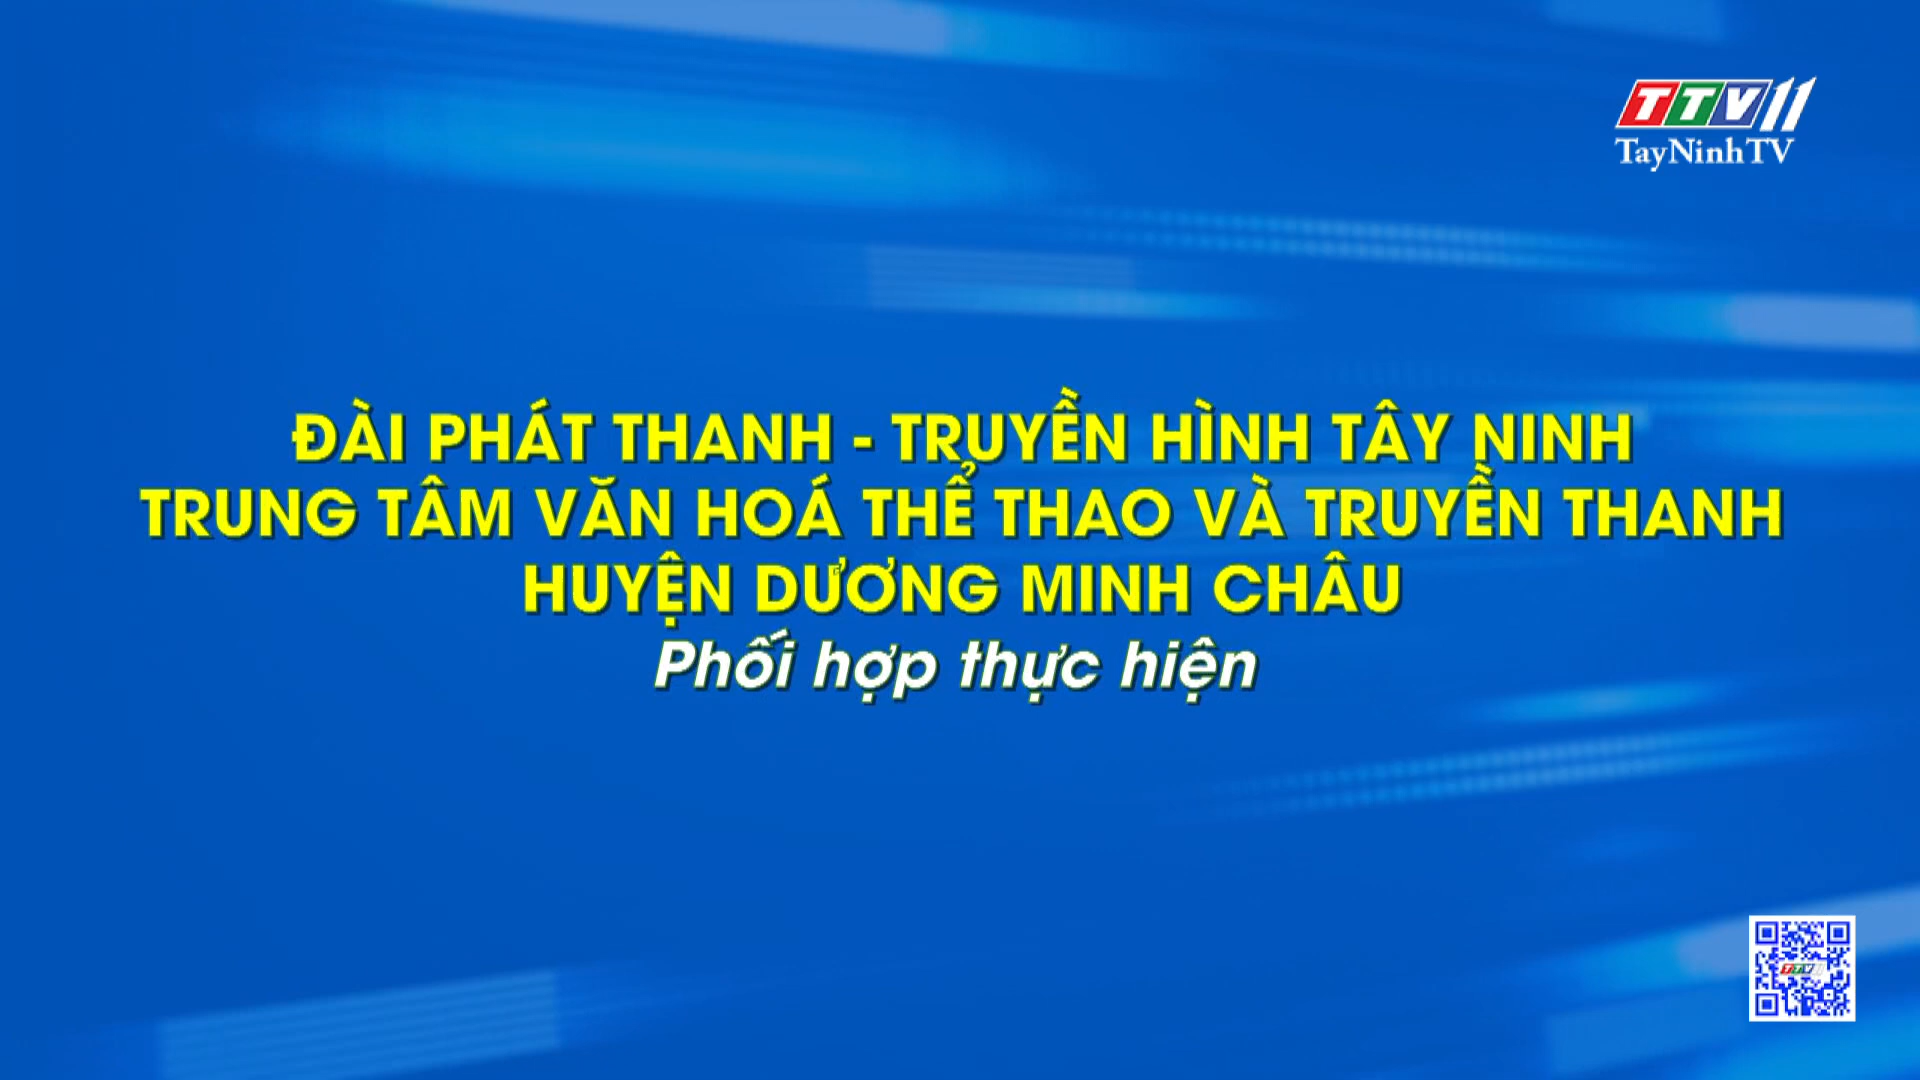 TTV11
TayNinhTV
ĐÀI PHÁT THANH - TRUYỀN HÌNH TÂY NINH
TRUNG TÂM VĂN HOÁ THỂ THAO VÀ TRUYỀN THANH
HUYỆN DƯƠNG MINH CHÂU
Phối hợp thực hiện
TTV11